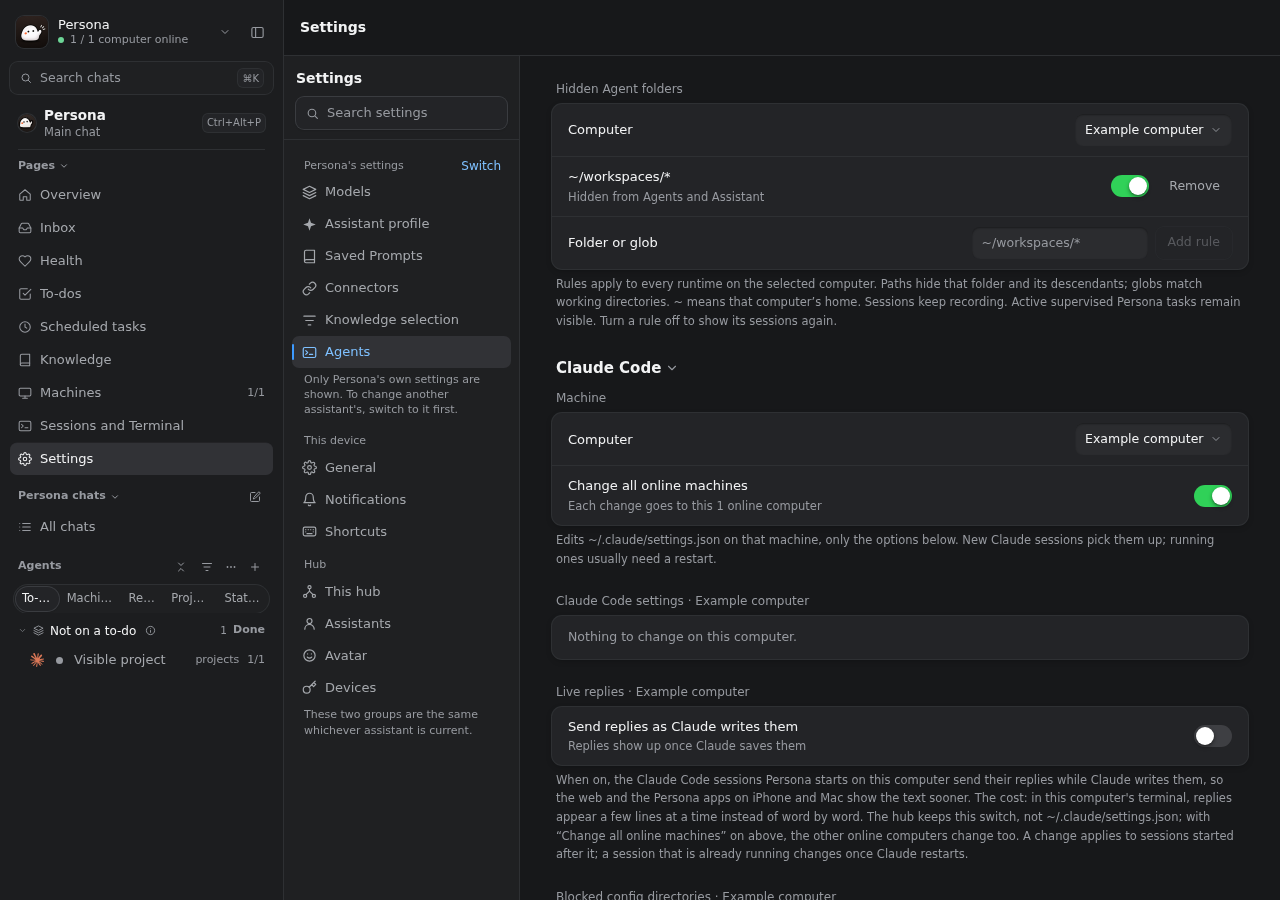 Persona
1 / 1 computer online
Search chats
⌘K
Persona
Main chat
Ctrl+Alt+P
Pages
Overview
Inbox
Health
To-dos
Scheduled tasks
Knowledge
Machines
1/1
Sessions and Terminal
Settings
Persona chats
All chats
Agents
To-…
Machi…
Re…
Proj…
Stat…
Not on a to-do
1 Done
Visible project
projects 1/1
Settings
Settings
Search settings
Persona's settings
Switch
Models
Assistant profile
Saved Prompts
Connectors
Knowledge selection
Agents
Only Persona's own settings are
shown. To change another
assistant's, switch to it first.
This device
General
Notifications
Shortcuts
Hub
This hub
Assistants
Avatar
Devices
These two groups are the same
whichever assistant is current.
Hidden Agent folders
Computer
Example computer
~/workspaces/*
Hidden from Agents and Assistant
Remove
Folder or glob
~/workspaces/*
Add rule
Rules apply to every runtime on the selected computer. Paths hide that folder and its descendants; globs match
working directories. ~ means that computer’s home. Sessions keep recording. Active supervised Persona tasks remain
visible. Turn a rule off to show its sessions again.
Claude Code
Machine
Computer
Example computer
Change all online machines
Each change goes to this 1 online computer
Edits ~/.claude/settings.json on that machine, only the options below. New Claude sessions pick them up; running
ones usually need a restart.
Claude Code settings · Example computer
Nothing to change on this computer.
Live replies · Example computer
Send replies as Claude writes them
Replies show up once Claude saves them
When on, the Claude Code sessions Persona starts on this computer send their replies while Claude writes them, so
the web and the Persona apps on iPhone and Mac show the text sooner. The cost: in this computer's terminal, replies
appear a few lines at a time instead of word by word. The hub keeps this switch, not ~/.claude/settings.json; with
“Change all online machines” on above, the other online computers change too. A change applies to sessions started
after it; a session that is already running changes once Claude restarts.
Blocked config directories · Example computer